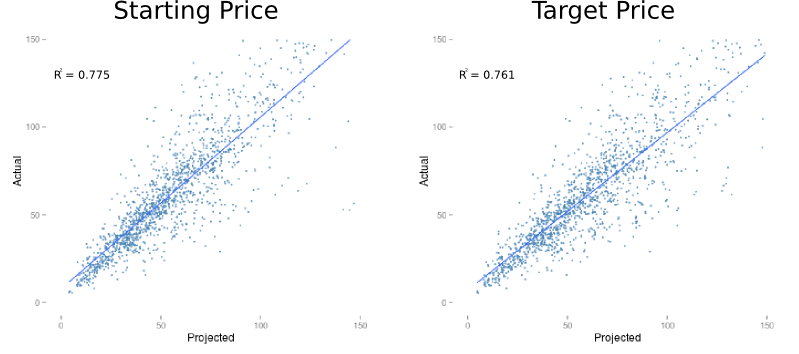 Starting Price
150
R² = 0.775
100
Actual
50
0
0 50 100 150
Projected
Target Price
150
R² = 0.761
100
Actual
50
0
0 50 100 150
Projected